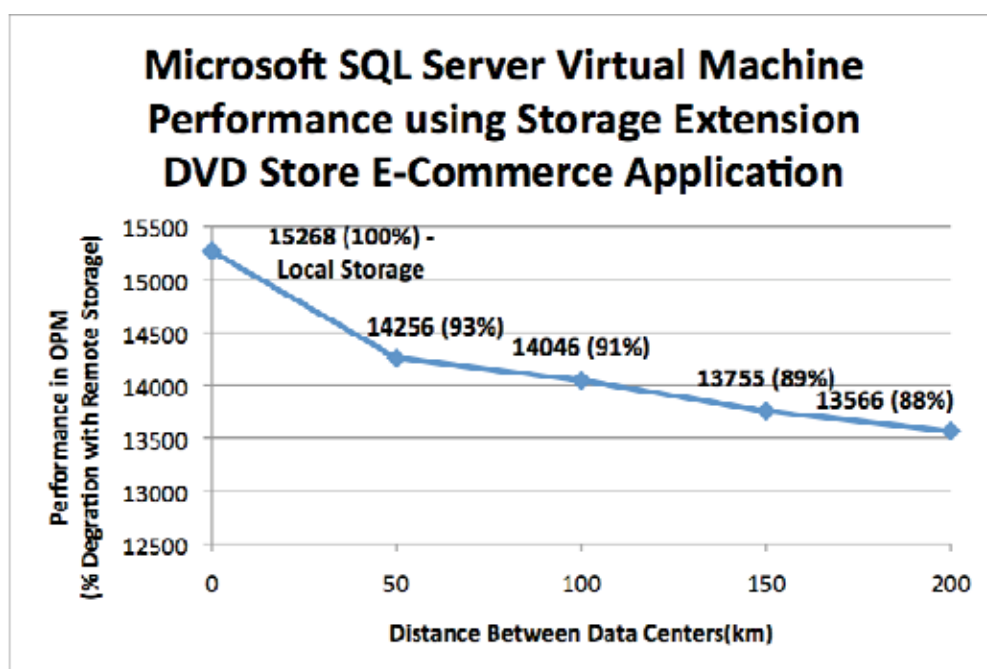 Microsoft SQL Server Virtual Machine
Performance using Storage Extension
DVD Store E-Commerce Application
Performance in OPM
(% Degration with Remote Storage)
15500
15000
14500
14000
13500
13000
12500
15268 (100%) -
Local Storage
14256 (93%)
14046 (91%)
13755 (89%)
13566 (88%)
0
50
100
150
200
Distance Between Data Centers(km)